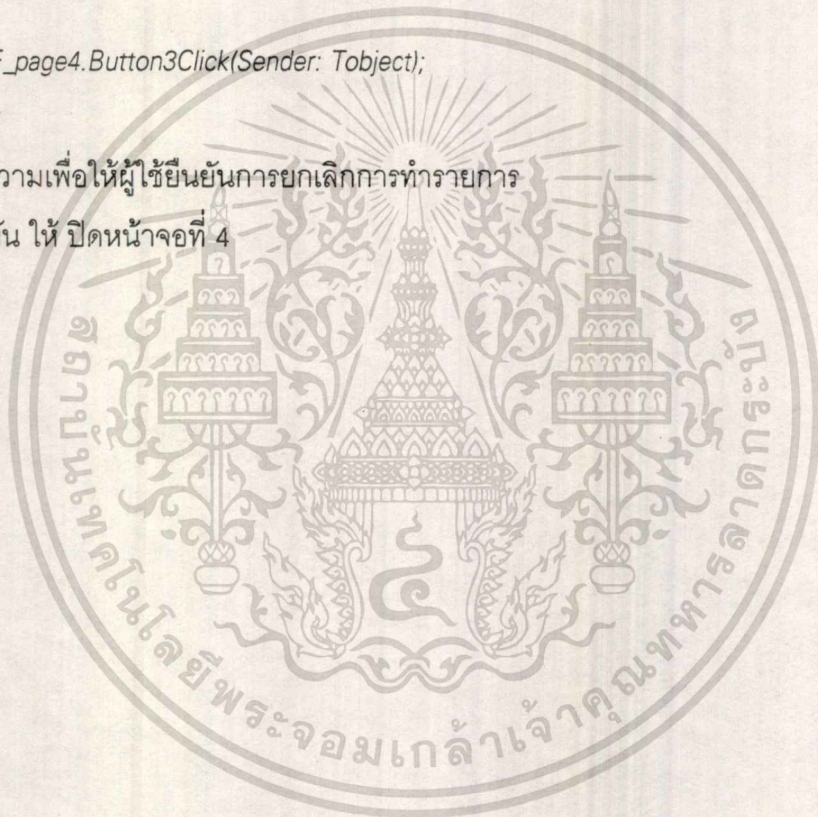 _page4.Button3Click(Sender: Tobject);
วามเพื่อให้ผู้ใช้ยืนยันการยกเลิกการทำรายการ
ัน ให้ ปิดหน้าจอที่ 4
สถาบันเทคโนโลยีพระจอมเกล้าเจ้าคุณทหารลาดกระบัง